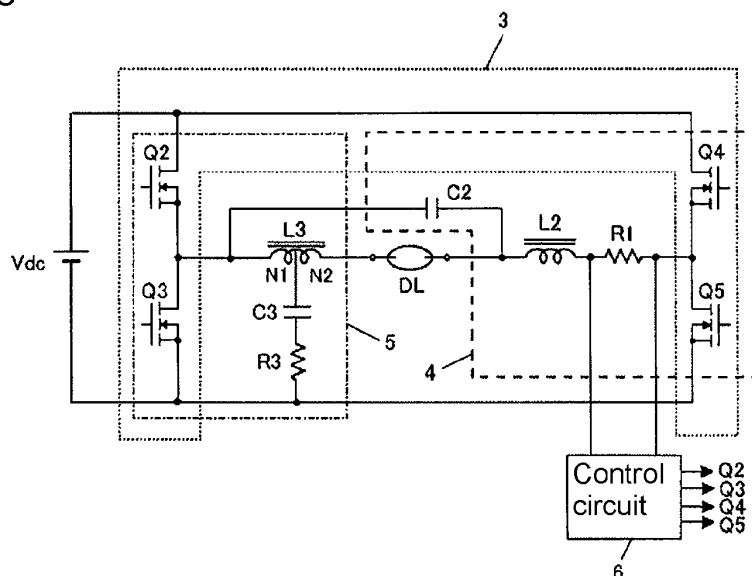 3
Q2
Q4
C2
L3
L2
R1
Vdc
N1
N2
DL
Q3
Q5
C3
5
R3
4
Control
circuit
Q2
Q3
Q4
Q5
6